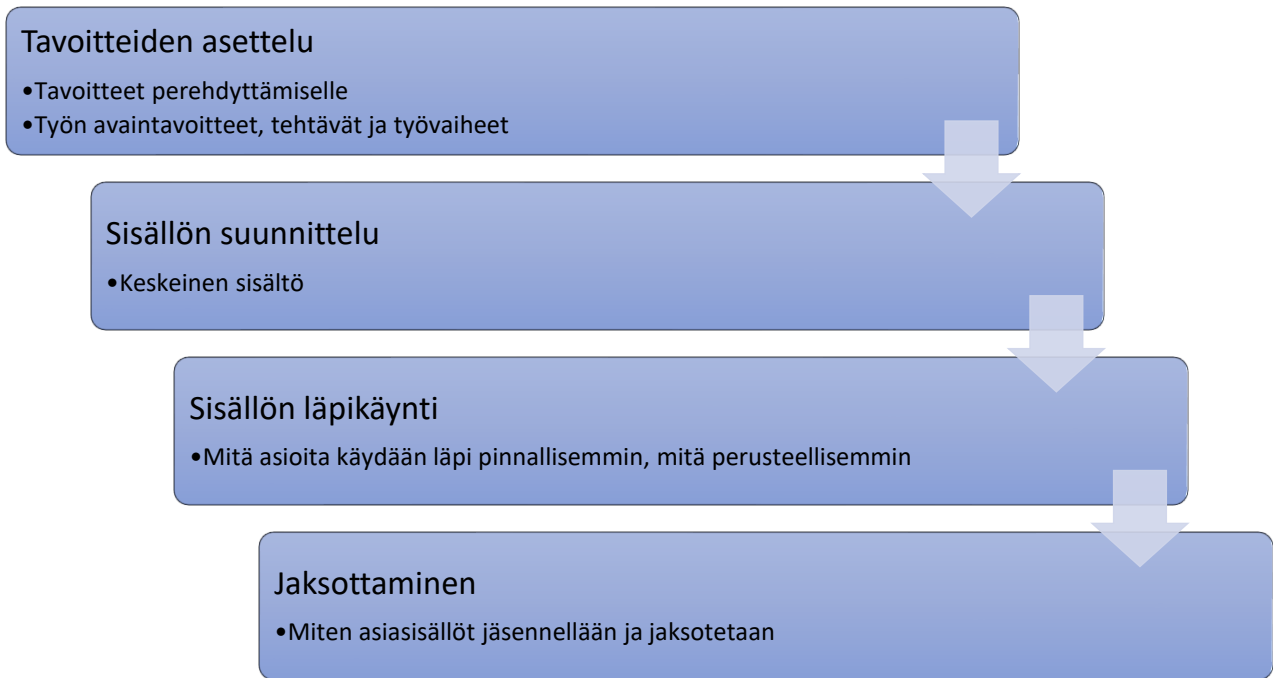 Tavoitteiden asettelu
•Tavoitteet perehdyttämiselle
•Työn avaintavoitteet, tehtävät ja työvaiheet
Sisällön suunnittelu
•Keskeinen sisältö
Sisällön läpikäynti
•Mitä asioita käydään läpi pinnallisemmin, mitä perusteellisemmin
Jaksottaminen
•Miten asiasisällöt jäsennellään ja jaksotetaan